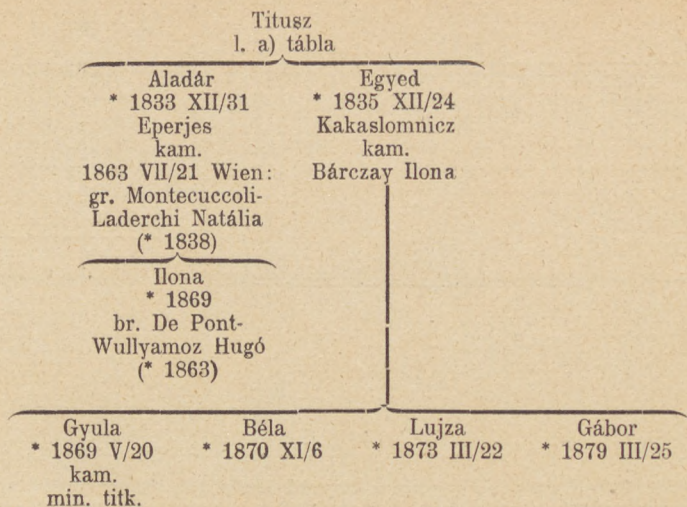 Titusz
l. a) tábla
Aladár
* 1833 XII/31
Eperjes
kam.
1863 VII/21 Wien:
gr. Montecuccoli-
Laderchi Natália
(* 1838)
Egyed
* 1835 XII/24
Kakaslomnicz
kam.
Bárczay Ilona
Ilona
* 1869
br. De Pont-
Wullyamoz Hugó
(* 1863)
Gyula
* 1869 V/20
kam.
min. titk.
Béla
* 1870 XI/6
Lujza
* 1873 III/22
Gábor
* 1879 III/25